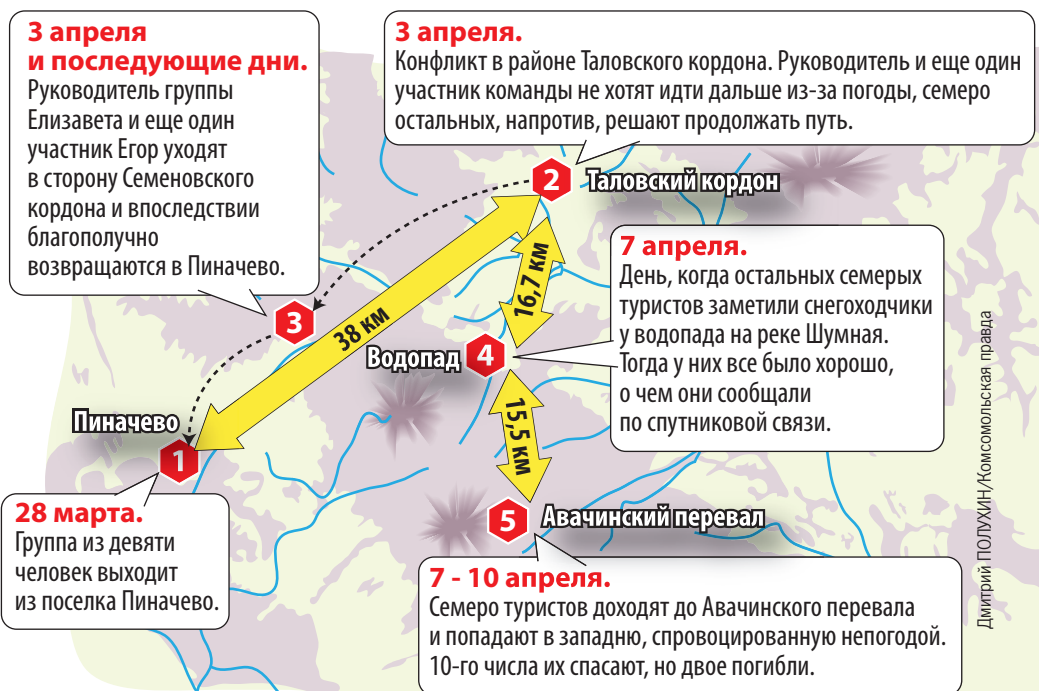 3 апреля
и последующие дни.
Руководитель группы
Елизавета и еще один
участник Егор уходят
в сторону Семеновского
кордона и впоследствии
благополучно
возвращаются в Пиначево.
3 апреля.
Конфликт в районе Таловского кордона. Руководитель и еще один
участник команды не хотят идти дальше из-за погоды, семеро
остальных, напротив, решают продолжать путь.
2
Таловский кордон
7 апреля.
День, когда остальных семерых
туристов заметили снегоходчики
у водопада на реке Шумная.
Тогда у них все было хорошо,
о чем они сообщали
по спутниковой связи.
16,7 км
3
38 км
Водопад
4
15,5 км
Пиначево
1
28 марта.
Группа из девяти
человек выходит
из поселка Пиначево.
5
Авачинский перевал
7 - 10 апреля.
Семеро туристов доходят до Авачинского перевала
и попадают в западню, спровоцированную непогодой.
10-го числа их спасают, но двое погибли.
Дмитрий ПОЛУХИН/Комсомольская правда